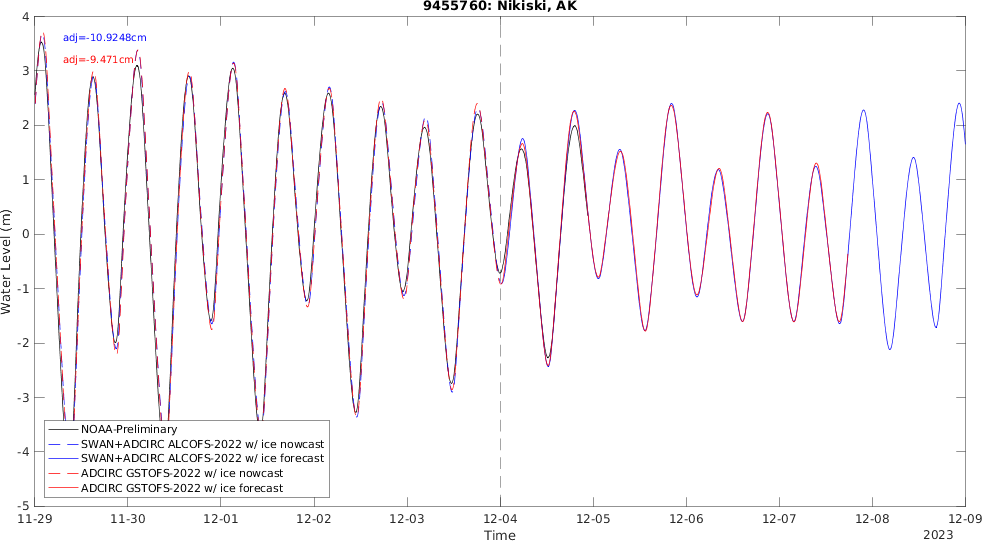 9455760: Nikiski, AK
adj=-10.9248cm
adj=-9.471cm
4
3
2
1
0
-1
-2
-3
-4
-5
Water Level (m)
NOAA-Preliminary
SWAN+ADCIRC ALCOFS-2022 w/ ice nowcast
SWAN+ADCIRC ALCOFS-2022 w/ ice forecast
ADCIRC GSTOFS-2022 w/ ice nowcast
ADCIRC GSTOFS-2022 w/ ice forecast
11-29 11-30 12-01 12-02 12-03 12-04 12-05 12-06 12-07 12-08 12-09
Time
2023